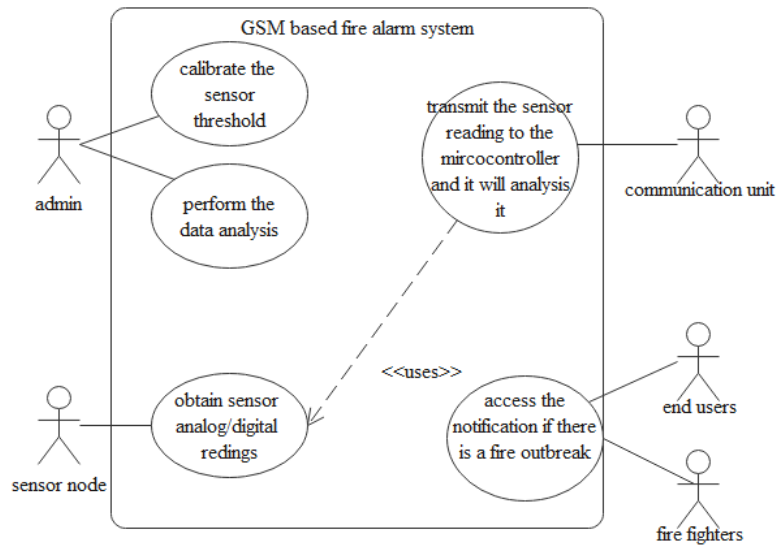 GSM based fire alarm system
calibrate the
sensor
threshold
transmit the sensor
reading to the
mircocontroller
and it will analysis
it
admin
communication unit
perform the
data analysis
<<uses>>
obtain sensor
analog/digital
redings
access the
notification if there
is a fire outbreak
end users
sensor node
fire fighters